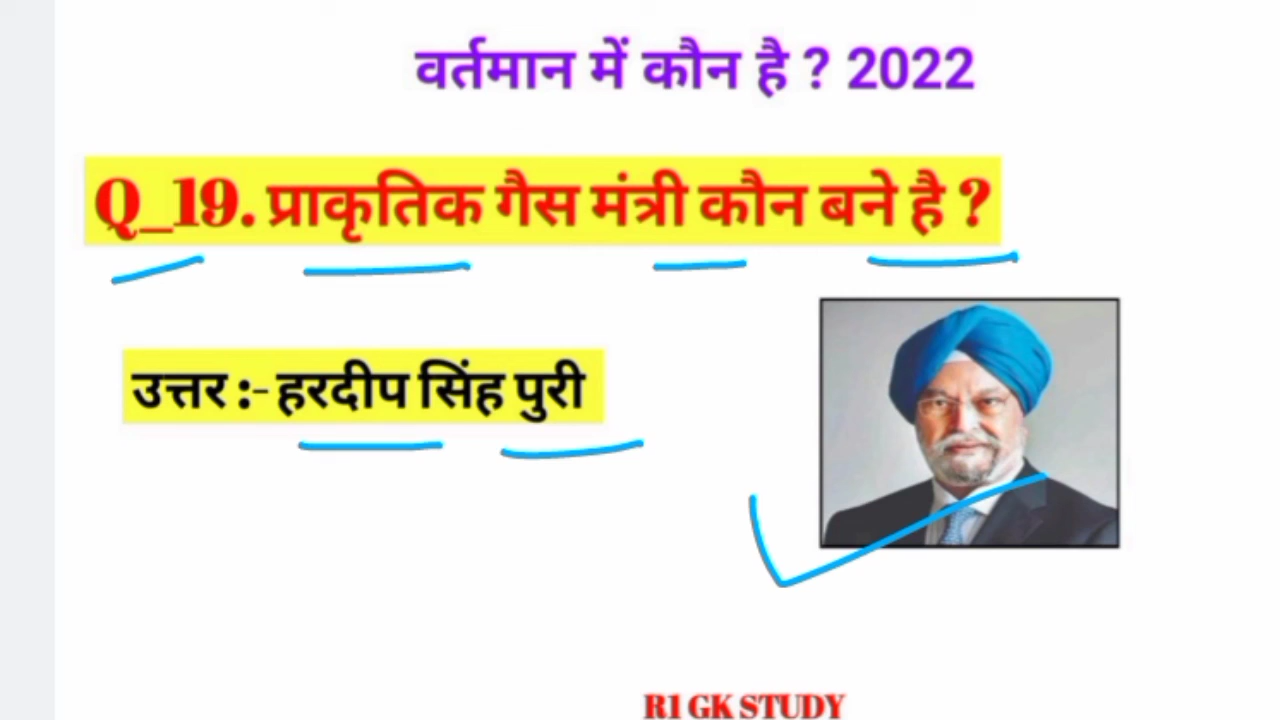 वर्तमान में कौन है ? 2022
Q_19. प्राकृतिक गैस मंत्री कौन बने है ?
उत्तर :- हरदीप सिंह पुरी
R1 GK STUDY